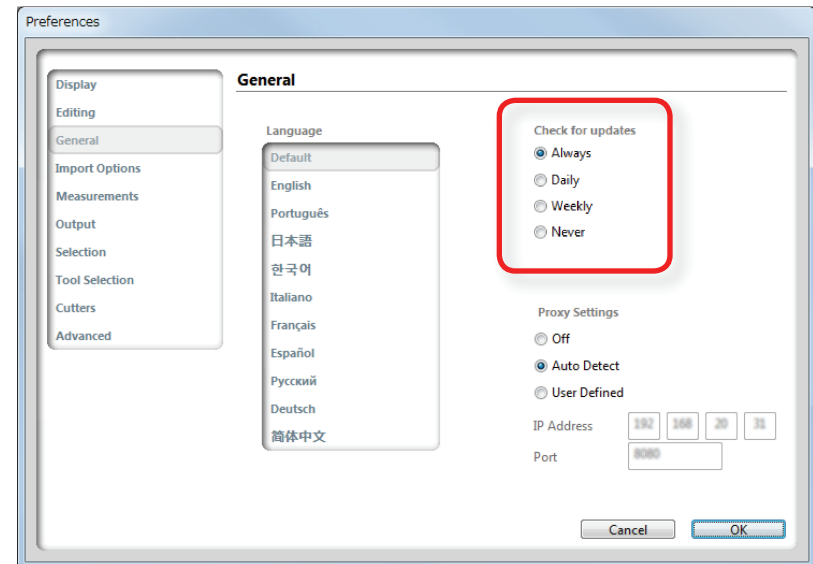 Preferences
General
Display
Editing
General
Import Options
Measurements
Output
Selection
Tool Selection
Cutters
Advanced
Language
Default
English
Português
日本語
한국어
Italiano
Français
Español
Русский
Deutsch
简体中文
Check for updates
Always
Daily
Weekly
Never
Proxy Settings
Off
Auto Detect
User Defined
IP Address 192 168 20 31
Port 8080
Cancel OK